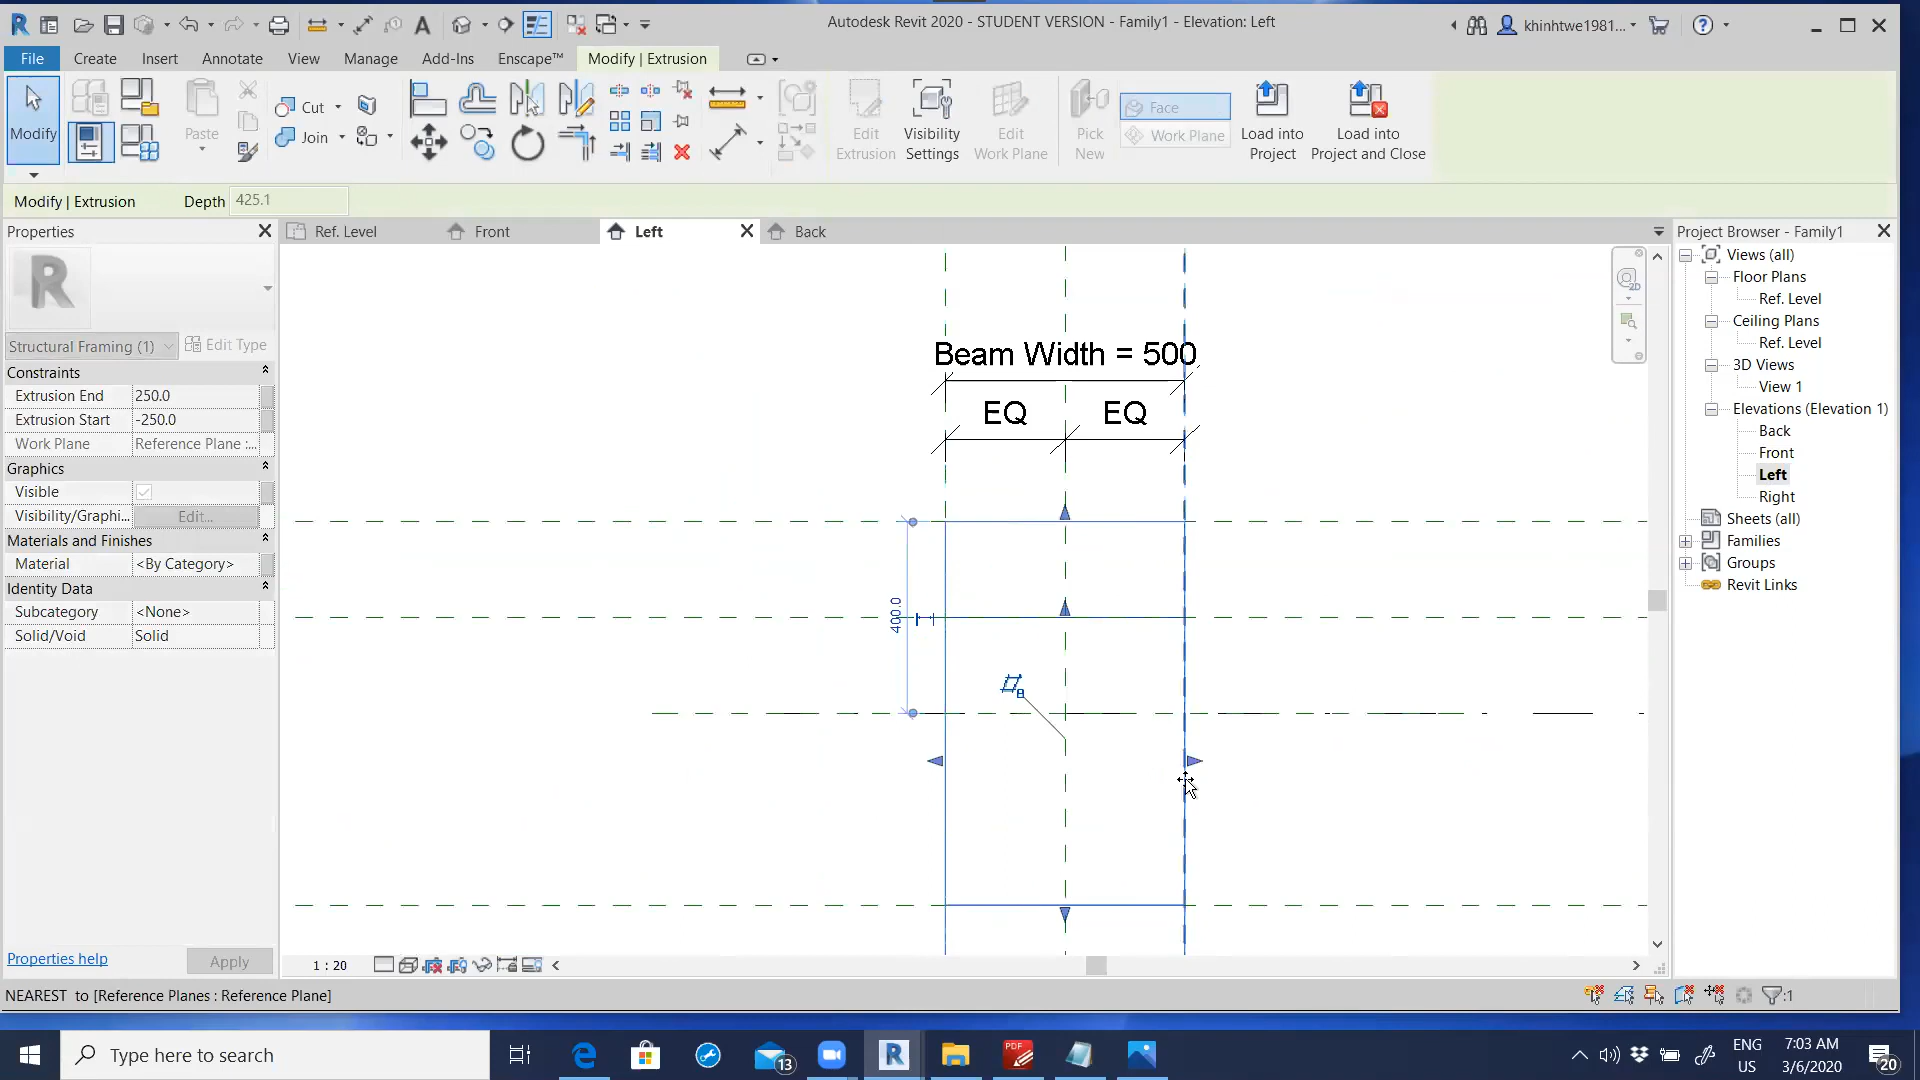 Autodesk Revit 2020 - STUDENT VERSION - Family1 - Elevation: Left
khinhtwe1981...
File Create Insert Annotate View Manage Add-Ins Enscape™ Modify | Extrusion
Modify
Paste
Cut
Join
Edit Extrusion
Visibility Settings
Edit Work Plane
Pick New
Face
Work Plane
Load into Project
Load into Project and Close
Modify | Extrusion Depth 425.1
Properties
Ref. Level Front Left Back
Structural Framing (1) Edit Type
Constraints
Extrusion End 250.0
Extrusion Start -250.0
Work Plane Reference Plane :...
Graphics
Visible
Visibility/Graphi... Edit...
Materials and Finishes
Material <By Category>
Identity Data
Subcategory <None>
Solid/Void Solid
Properties help Apply
Beam Width = 500
EQ EQ
400.0
1 : 20
Project Browser - Family1
Views (all)
Floor Plans
Ref. Level
Ceiling Plans
Ref. Level
3D Views
View 1
Elevations (Elevation 1)
Back
Front
Left
Right
Sheets (all)
Families
Groups
Revit Links
NEAREST to [Reference Planes : Reference Plane]
:1
Type here to search
13
ENG
US
7:03 AM
3/6/2020
20